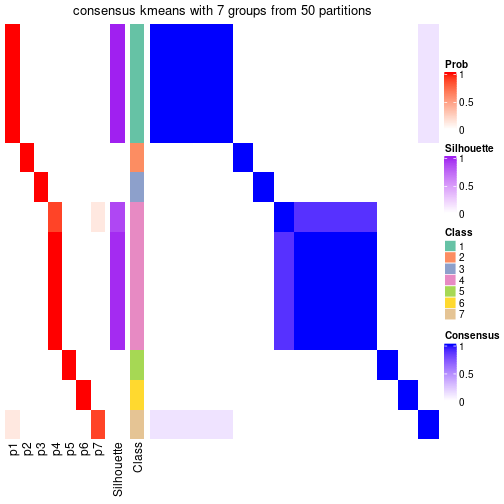 consensus kmeans with 7 groups from 50 partitions
Prob
1
0.5
0
Silhouette
1
0.5
0
Class
1
2
3
4
5
6
7
Consensus
1
0.5
0
p1
p2
p3
p4
p5
p6
p7
Silhouette
Class